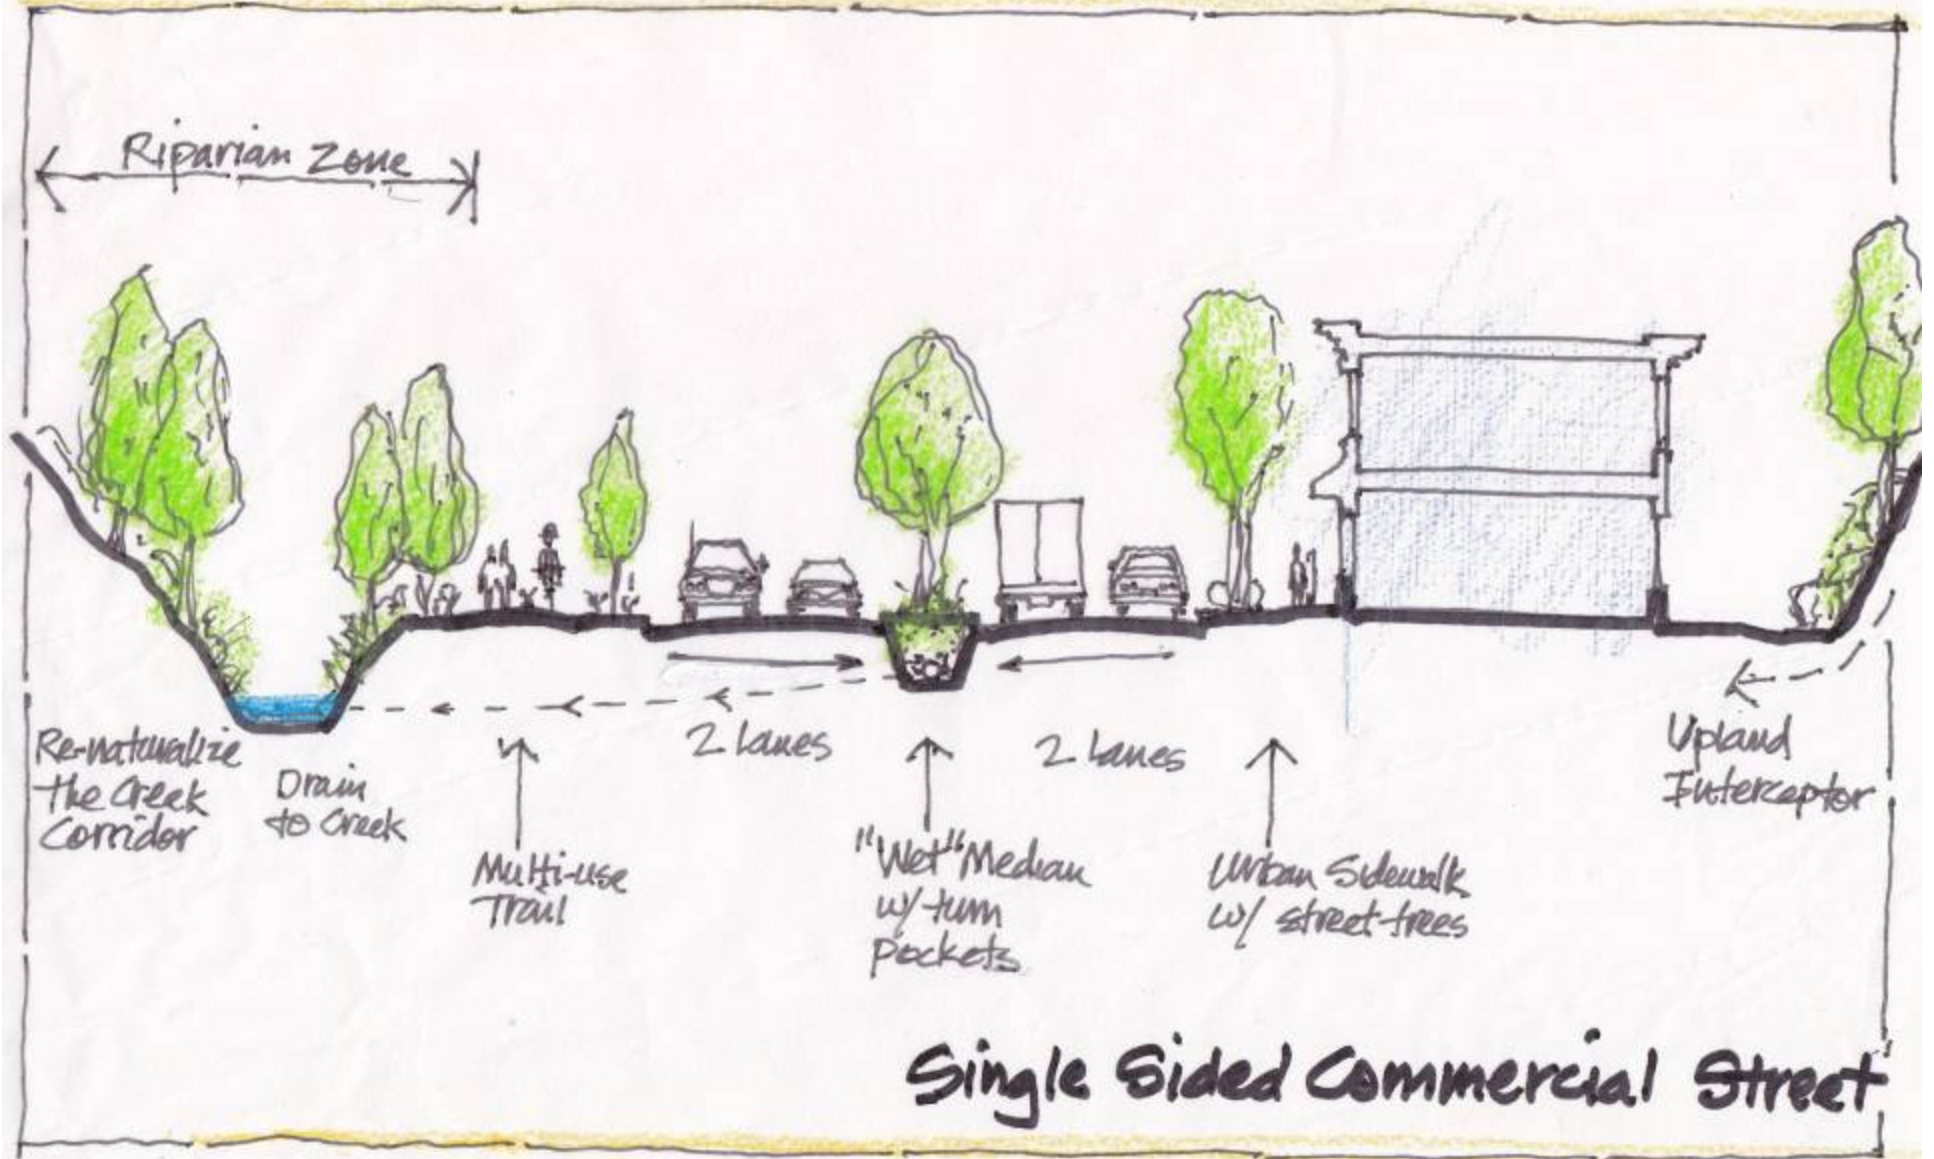 Riparian Zone
Re-naturalize
the Creek
Corridor
Drain
to Creek
Multi-use
Trail
2 lanes
"Wet" Median
w/ turn
pockets
2 lanes
Urban Sidewalk
w/ street trees
Upland
Interceptor
Single Sided Commercial Street